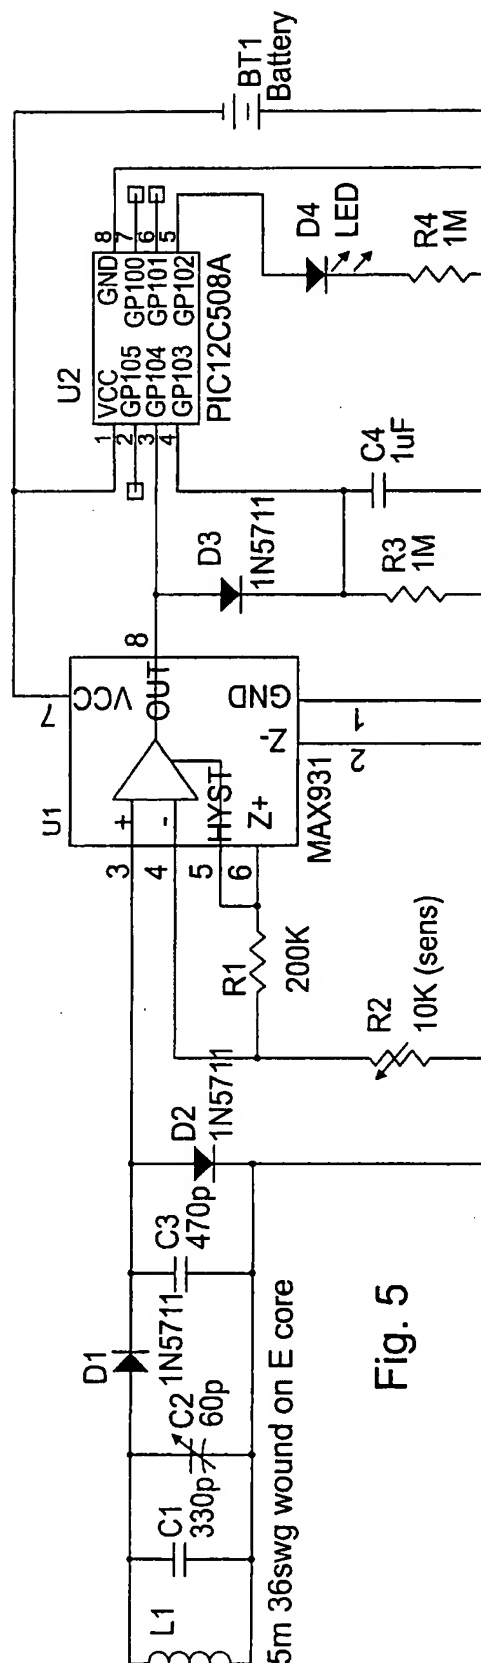 L1
C1
330p
C2
60p
D1
1N5711
C3
470p
D2
1N5711
5m 36swg wound on E core
R1
200K
R2
10K (sens)
U1
3
4
5
6
+
-
HYST
Z+
7
VCC
OUT
8
Z-
GND
2
1
MAX931
D3
1N5711
R3
1M
C4
1uF
U2
1
2
3
4
VCC
GP105
GP104
GP103
GND
GP100
GP101
GP102
8
7
6
5
PIC12C508A
D4
LED
R4
1M
BT1
Battery
Fig. 5